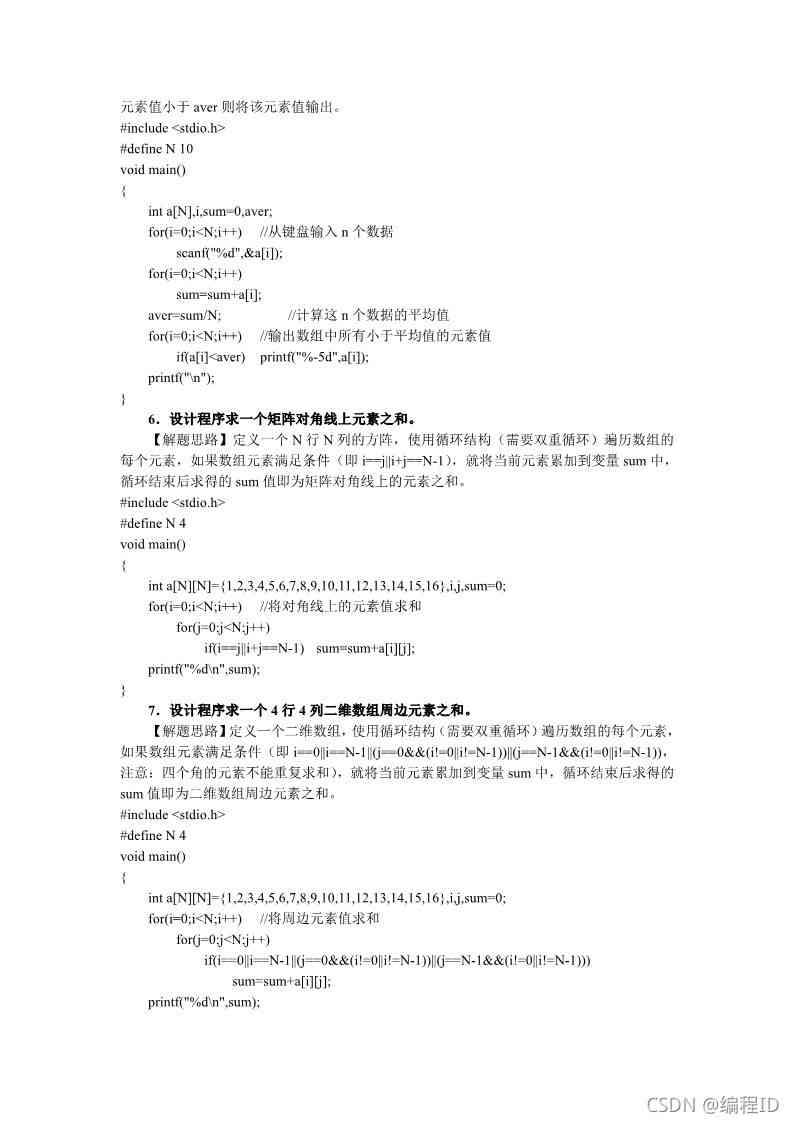 元素值小于 aver 则将该元素值输出。
#include <stdio.h>
#define N 10
void main()
{
int a[N],i,sum=0,aver;
for(i=0;i<N;i++) //从键盘输入 n 个数据
scanf("%d",&a[i]);
for(i=0;i<N;i++)
sum=sum+a[i];
aver=sum/N; //计算这 n 个数据的平均值
for(i=0;i<N;i++) //输出数组中所有小于平均值的元素值
if(a[i]<aver) printf("%-5d",a[i]);
printf("\n");
}
6．设计程序求一个矩阵对角线上元素之和。
【解题思路】定义一个 N 行 N 列的方阵，使用循环结构（需要双重循环）遍历数组的
每个元素，如果数组元素满足条件（即 i==j||i+j==N-1），就将当前元素累加到变量 sum 中，
循环结束后求得的 sum 值即为矩阵对角线上的元素之和。
#include <stdio.h>
#define N 4
void main()
{
int a[N][N]={1,2,3,4,5,6,7,8,9,10,11,12,13,14,15,16},i,j,sum=0;
for(i=0;i<N;i++) //将对角线上的元素值求和
for(j=0;j<N;j++)
if(i==j||i+j==N-1) sum=sum+a[i][j];
printf("%d\n",sum);
}
7．设计程序求一个 4 行 4 列二维数组周边元素之和。
【解题思路】定义一个二维数组，使用循环结构（需要双重循环）遍历数组的每个元素，
如果数组元素满足条件（即 i==0||i==N-1||(j==0&&(i!=0||i!=N-1))||(j==N-1&&(i!=0||i!=N-1)),
注意：四个角的元素不能重复求和），就将当前元素累加到变量 sum 中，循环结束后求得的
sum 值即为二维数组周边元素之和。
#include <stdio.h>
#define N 4
void main()
{
int a[N][N]={1,2,3,4,5,6,7,8,9,10,11,12,13,14,15,16},i,j,sum=0;
for(i=0;i<N;i++) //将周边元素值求和
for(j=0;j<N;j++)
if(i==0||i==N-1||(j==0&&(i!=0||i!=N-1))||(j==N-1&&(i!=0||i!=N-1)))
sum=sum+a[i][j];
printf("%d\n",sum);
CSDN @编程ID